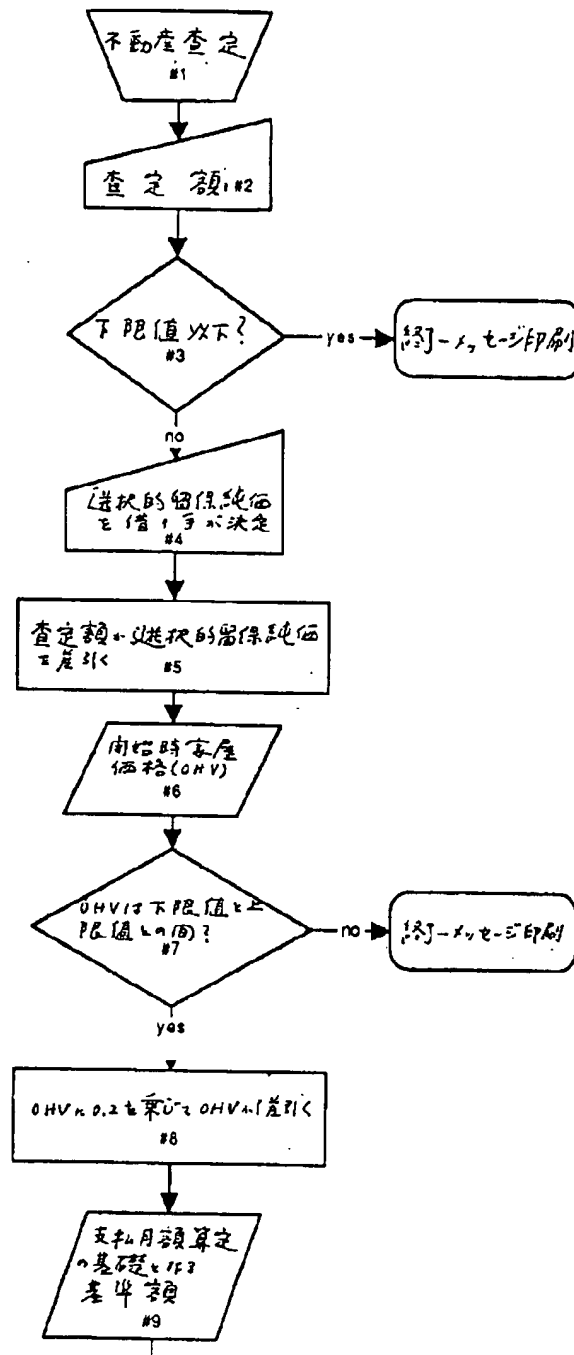 不動産査定
#1
査定額 #2
下限値以下?
#3
yes
終了-メッセージ印刷
no
選択的留保純価
を借り手が決定
#4
査定額から選択的留保純価
を差引く
#5
開始時家屋
価格(OHV)
#6
OHVは下限値と上
限値との間?
#7
no
終了-メッセージ印刷
yes
OHVに0.2を乗じてOHVから差引く
#8
支払月額算定
の基礎となる
基準額
#9